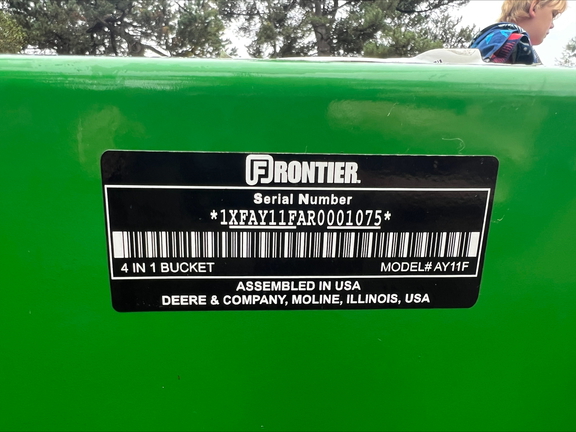 FRONTIER
Serial Number
*1XFAY11FAR0001075*
4 IN 1 BUCKET MODEL# AY11F
ASSEMBLED IN USA
DEERE & COMPANY, MOLINE, ILLINOIS, USA